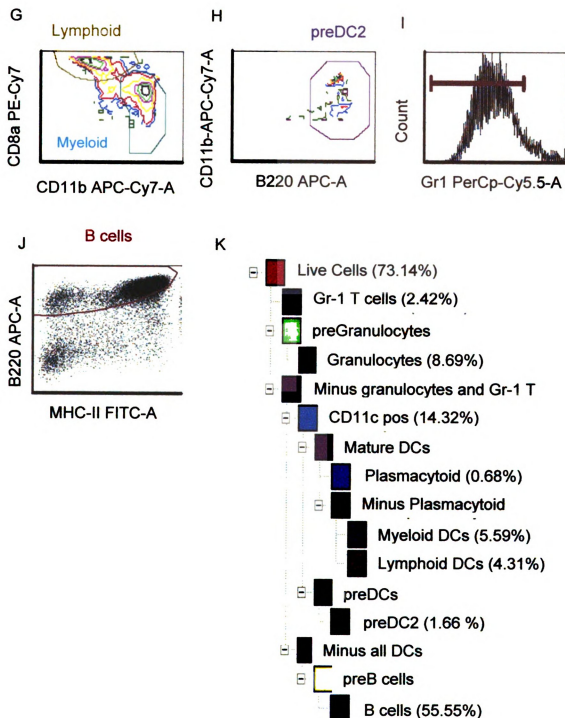 G
Lymphoid
CD8a PE-Cy7
Myeloid
CD11b APC-Cy7-A
H
preDC2
CD11b-APC-Cy7-A
B220 APC-A
I
Count
Gr1 PerCp-Cy5.5-A
J
B cells
B220 APC-A
MHC-II FITC-A
K
Live Cells (73.14%)
Gr-1 T cells (2.42%)
preGranulocytes
Granulocytes (8.69%)
Minus granulocytes and Gr-1 T
CD11c pos (14.32%)
Mature DCs
Plasmacytoid (0.68%)
Minus Plasmacytoid
Myeloid DCs (5.59%)
Lymphoid DCs (4.31%)
preDCs
preDC2 (1.66 %)
Minus all DCs
preB cells
B cells (55.55%)